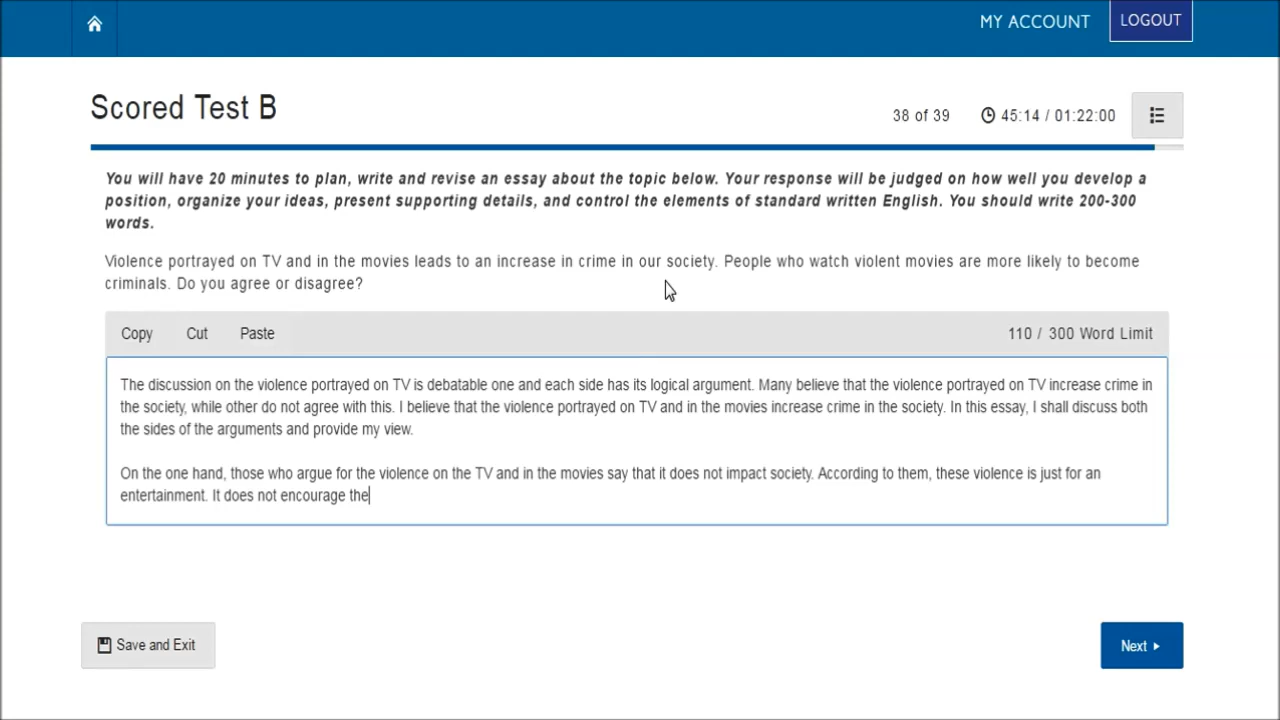 MY ACCOUNT
LOGOUT
Scored Test B
38 of 39
45:14 / 01:22:00
You will have 20 minutes to plan, write and revise an essay about the topic below. Your response will be judged on how well you develop a
position, organize your ideas, present supporting details, and control the elements of standard written English. You should write 200-300
words.
Violence portrayed on TV and in the movies leads to an increase in crime in our society. People who watch violent movies are more likely to become
criminals. Do you agree or disagree?
Copy
Cut
Paste
110 / 300 Word Limit
The discussion on the violence portrayed on TV is debatable one and each side has its logical argument. Many believe that the violence portrayed on TV increase crime in
the society, while other do not agree with this. I believe that the violence portrayed on TV and in the movies increase crime in the society. In this essay, I shall discuss both
the sides of the arguments and provide my view.
On the one hand, those who argue for the violence on the TV and in the movies say that it does not impact society. According to them, these violence is just for an
entertainment. It does not encourage the
Save and Exit
Next